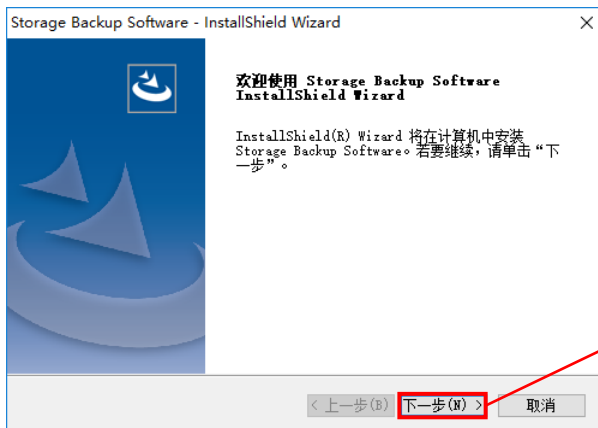 Storage Backup Software - InstallShield Wizard
欢迎使用 Storage Backup Software
InstallShield Wizard
InstallShield(R) Wizard 将在计算机中安装
Storage Backup Software。若要继续，请单击“下
一步”。
< 上一步(B) 下一步(N) > 取消